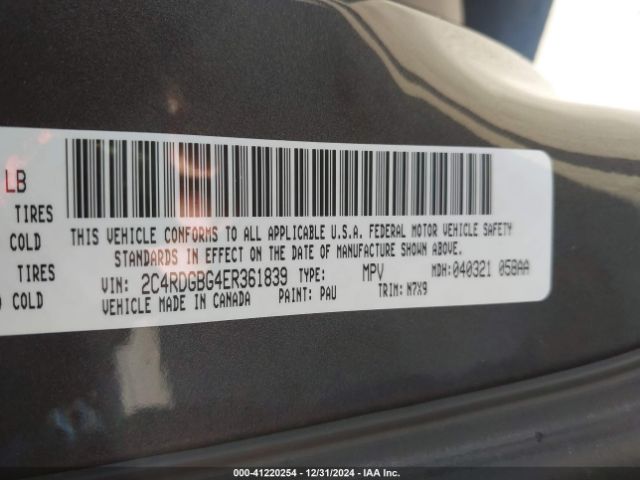 LB
TIRES
COLD
TIRES
COLD
THIS VEHICLE CONFORMS TO ALL APPLICABLE U.S.A. FEDERAL MOTOR VEHICLE SAFETY
STANDARDS IN EFFECT ON THE DATE OF MANUFACTURE SHOWN ABOVE.
VIN: 2C4RDGBG4ER361839 TYPE: MPV MDH:040321 058AA
VEHICLE MADE IN CANADA PAINT: PAU TRIM: N7X9
000-41220254 - 12/31/2024 - IAA Inc.